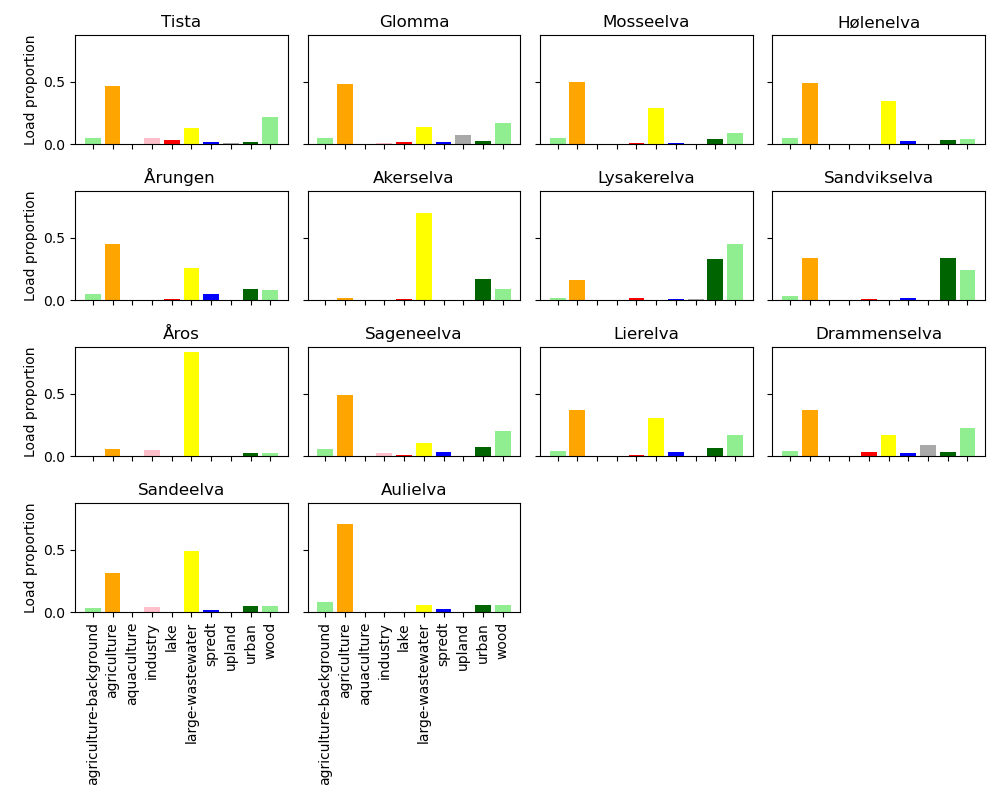 Tista
Glomma
Mosseelva
Hølenelva
Load proportion
0.5
0.0
Årungen
Akerselva
Lysakerelva
Sandvikselva
Load proportion
0.5
0.0
Åros
Sageneelva
Lierelva
Drammenselva
Load proportion
0.5
0.0
Sandeelva
Aulielva
Load proportion
0.5
0.0
agriculture-background
agriculture
aquaculture
industry
lake
large-wastewater
spredt
upland
urban
wood
agriculture-background
agriculture
aquaculture
industry
lake
large-wastewater
spredt
upland
urban
wood